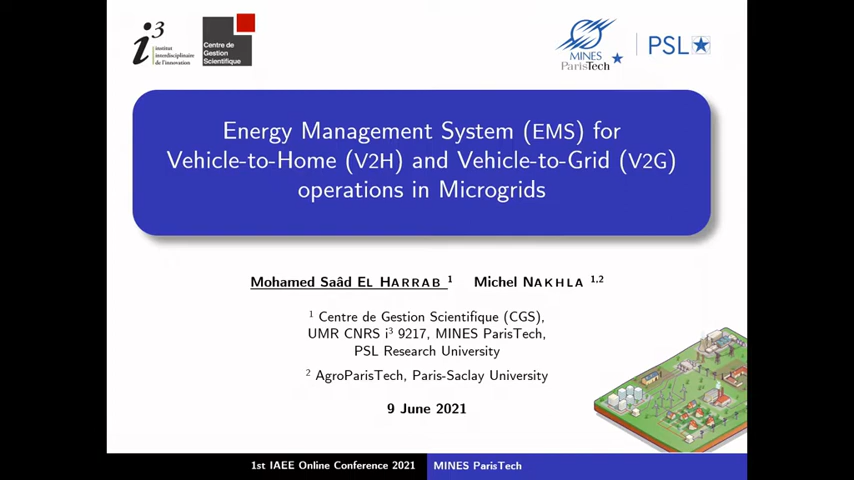 i3
institut
interdisciplinaire
de l'innovation
Centre de
Gestion
Scientifique
MINES
ParisTech
PSL
Energy Management System (EMS) for
Vehicle-to-Home (V2H) and Vehicle-to-Grid (V2G)
operations in Microgrids
Mohamed Saâd EL HARRAB 1 Michel NAKHLA 1,2
1 Centre de Gestion Scientifique (CGS),
UMR CNRS i3 9217, MINES ParisTech,
PSL Research University
2 AgroParisTech, Paris-Saclay University
9 June 2021
1st IAEE Online Conference 2021 MINES ParisTech